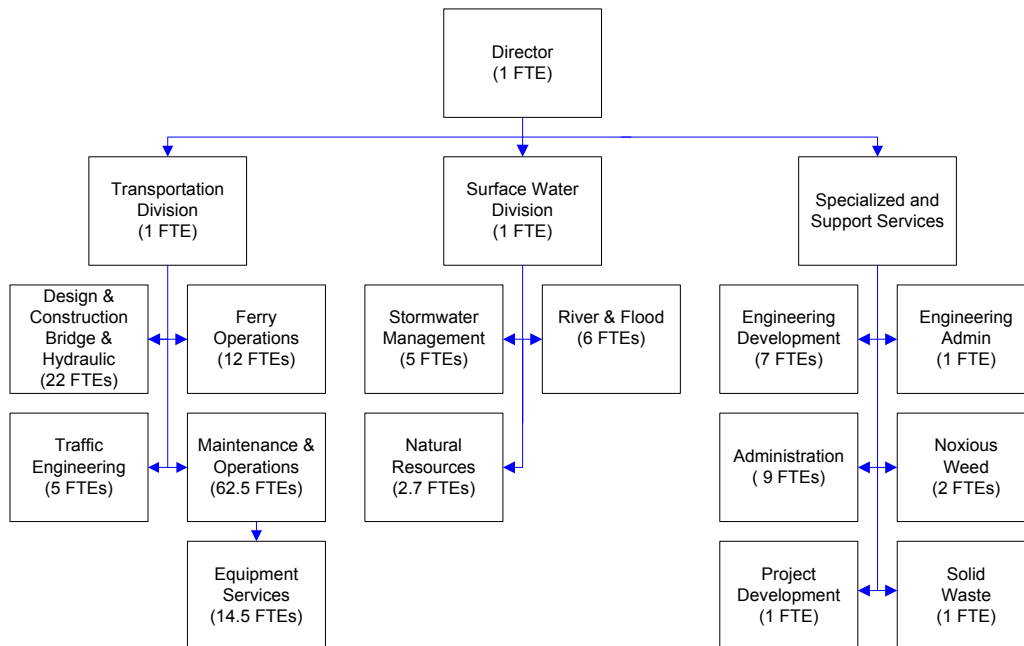 Director
(1 FTE)
Transportation
Division
(1 FTE)
Surface Water
Division
(1 FTE)
Specialized and
Support Services
Design &
Construction
Bridge &
Hydraulic
(22 FTEs)
Ferry
Operations
(12 FTEs)
Stormwater
Management
(5 FTEs)
River & Flood
(6 FTEs)
Engineering
Development
(7 FTEs)
Engineering
Admin
(1 FTE)
Traffic
Engineering
(5 FTEs)
Maintenance &
Operations
(62.5 FTEs)
Natural
Resources
(2.7 FTEs)
Administration
( 9 FTEs)
Noxious
Weed
(2 FTEs)
Equipment
Services
(14.5 FTEs)
Project
Development
(1 FTE)
Solid
Waste
(1 FTE)